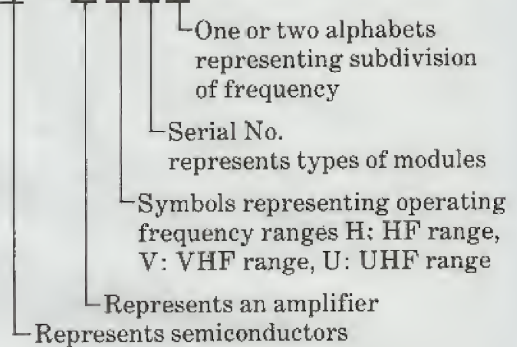 One or two alphabets
representing subdivision
of frequency
Serial No.
represents types of modules
Symbols representing operating
frequency ranges H: HF range,
V: VHF range, U: UHF range
Represents an amplifier
Represents semiconductors